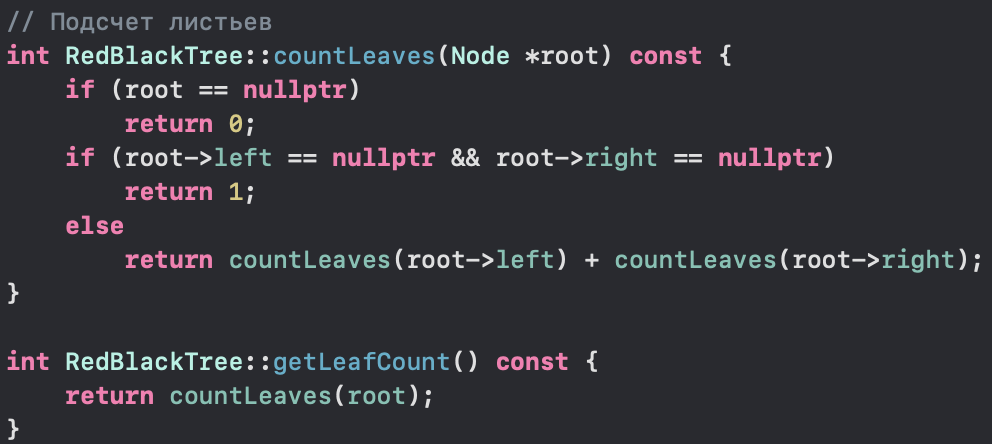 // Подсчет листьев
int RedBlackTree::countLeaves(Node *root) const {
    if (root == nullptr)
        return 0;
    if (root->left == nullptr && root->right == nullptr)
        return 1;
    else
        return countLeaves(root->left) + countLeaves(root->right);
}

int RedBlackTree::getLeafCount() const {
    return countLeaves(root);
}